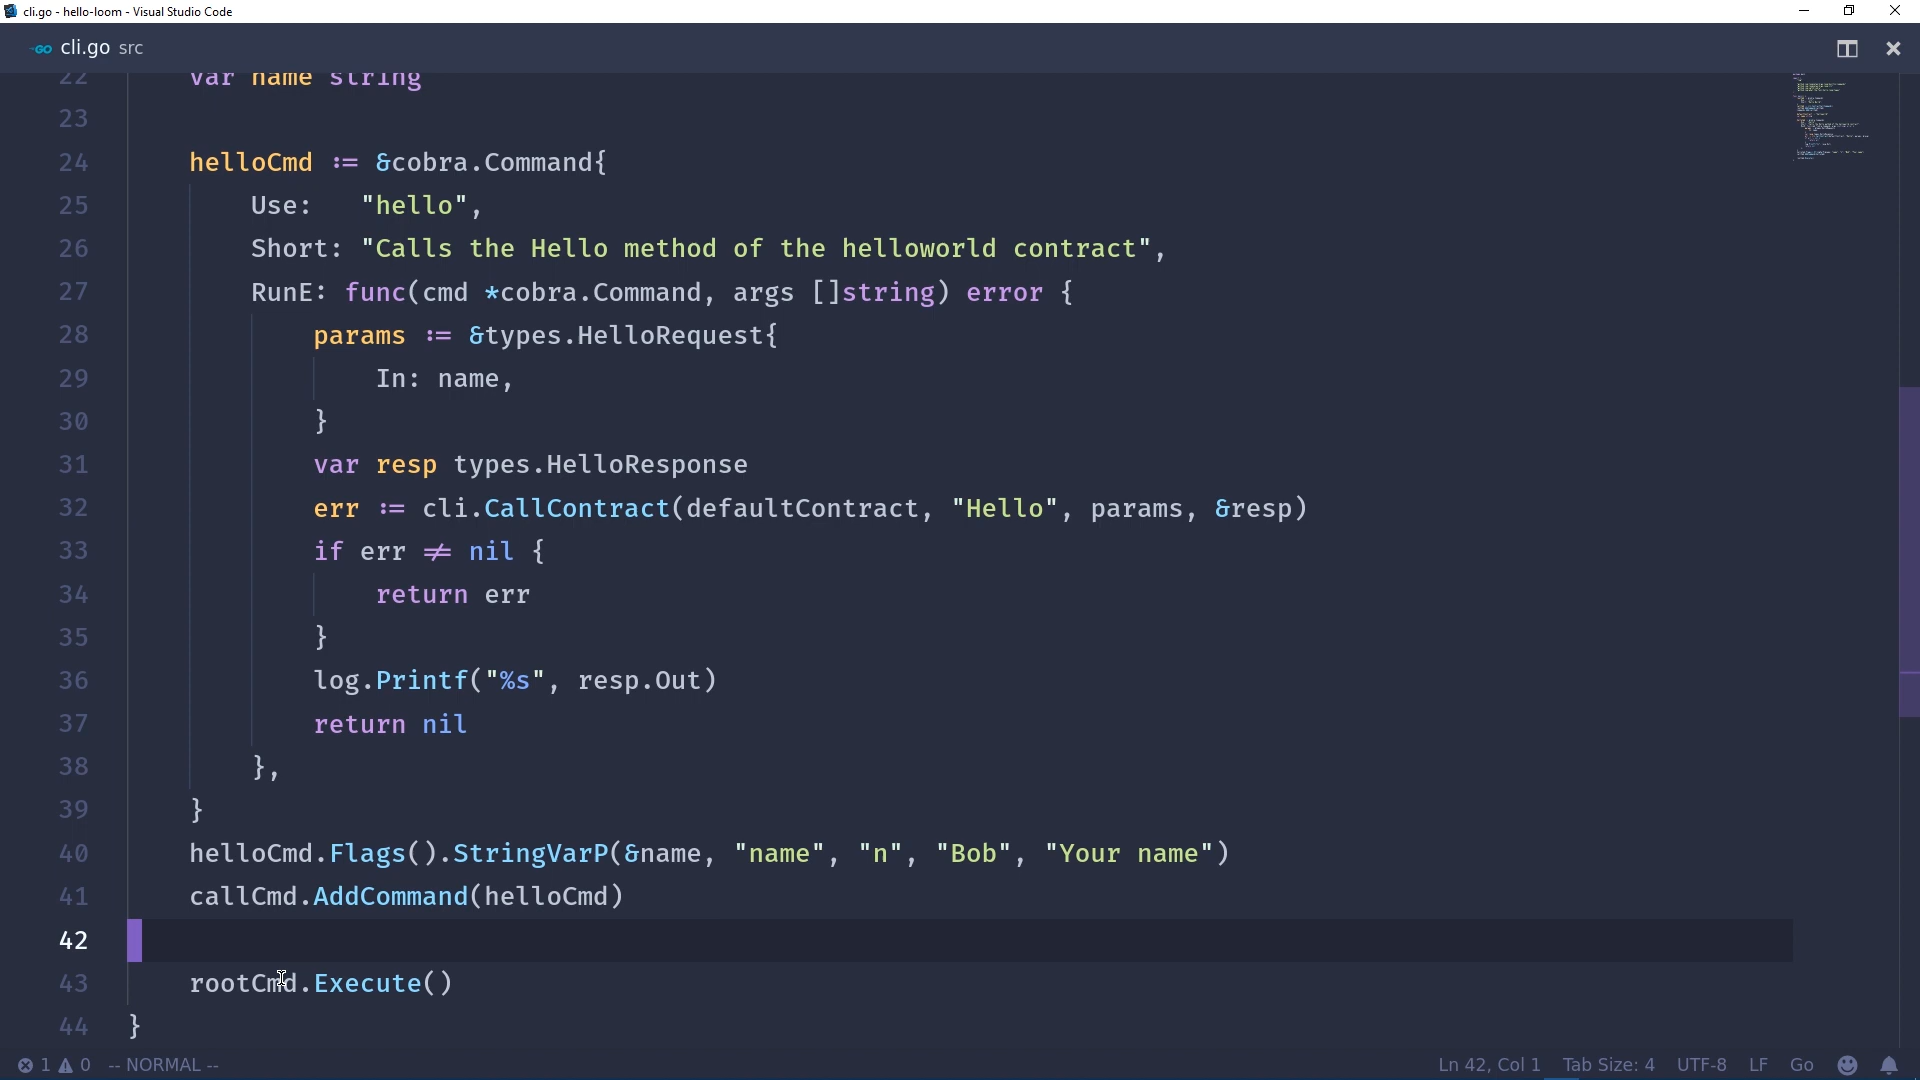 cli.go - hello-loom - Visual Studio Code
GO cli.go src
22 var name string
23
24 helloCmd := &cobra.Command{
25 Use:   "hello",
26 Short: "Calls the Hello method of the helloworld contract",
27 RunE: func(cmd *cobra.Command, args []string) error {
28 params := &types.HelloRequest{
29 In: name,
30 }
31 var resp types.HelloResponse
32 err := cli.CallContract(defaultContract, "Hello", params, &resp)
33 if err != nil {
34 return err
35 }
36 log.Printf("%s", resp.Out)
37 return nil
38 },
39 }
40 helloCmd.Flags().StringVarP(&name, "name", "n", "Bob", "Your name")
41 callCmd.AddCommand(helloCmd)
42
43 rootCmd.Execute()
44 }
1 0 -- NORMAL -- Ln 42, Col 1 Tab Size: 4 UTF-8 LF Go